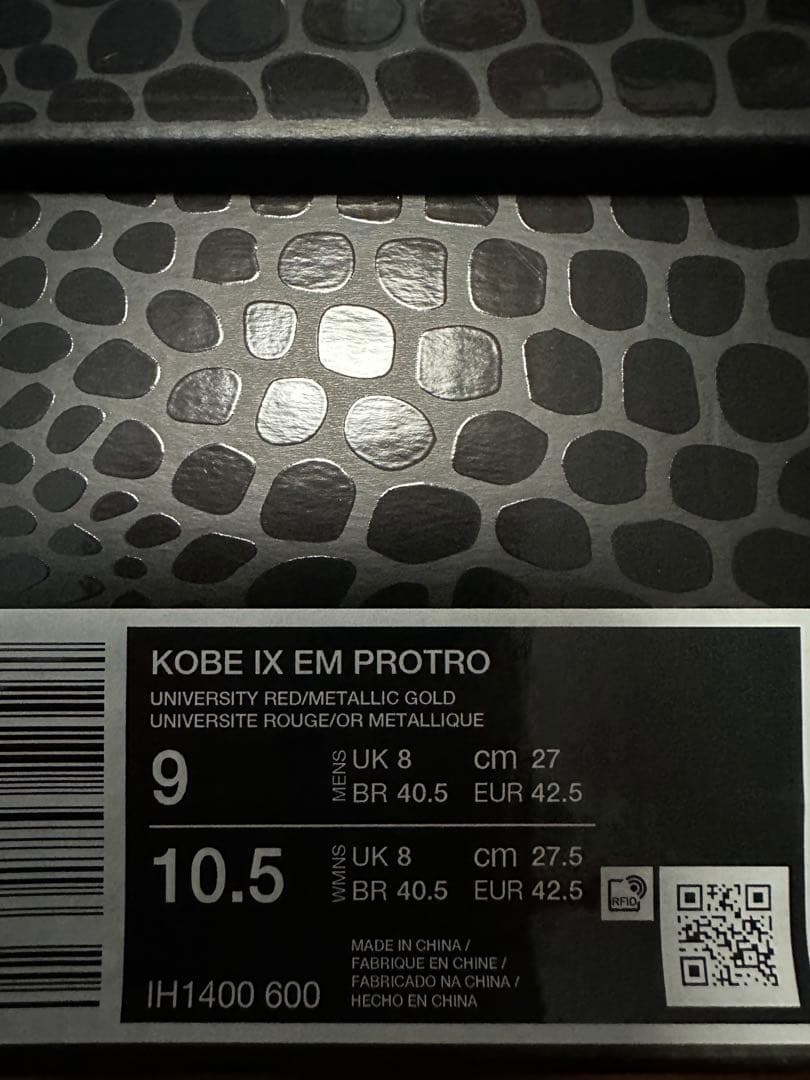 KOBE IX EM PROTRO
UNIVERSITY RED/METALLIC GOLD
UNIVERSITE ROUGE/OR METALLIQUE
9 MENS UK 8 cm 27
BR 40.5 EUR 42.5
10.5 WMNS UK 8 cm 27.5
BR 40.5 EUR 42.5
RFID
MADE IN CHINA /
FABRIQUE EN CHINE /
FABRICADO NA CHINA /
HECHO EN CHINA
IH1400 600